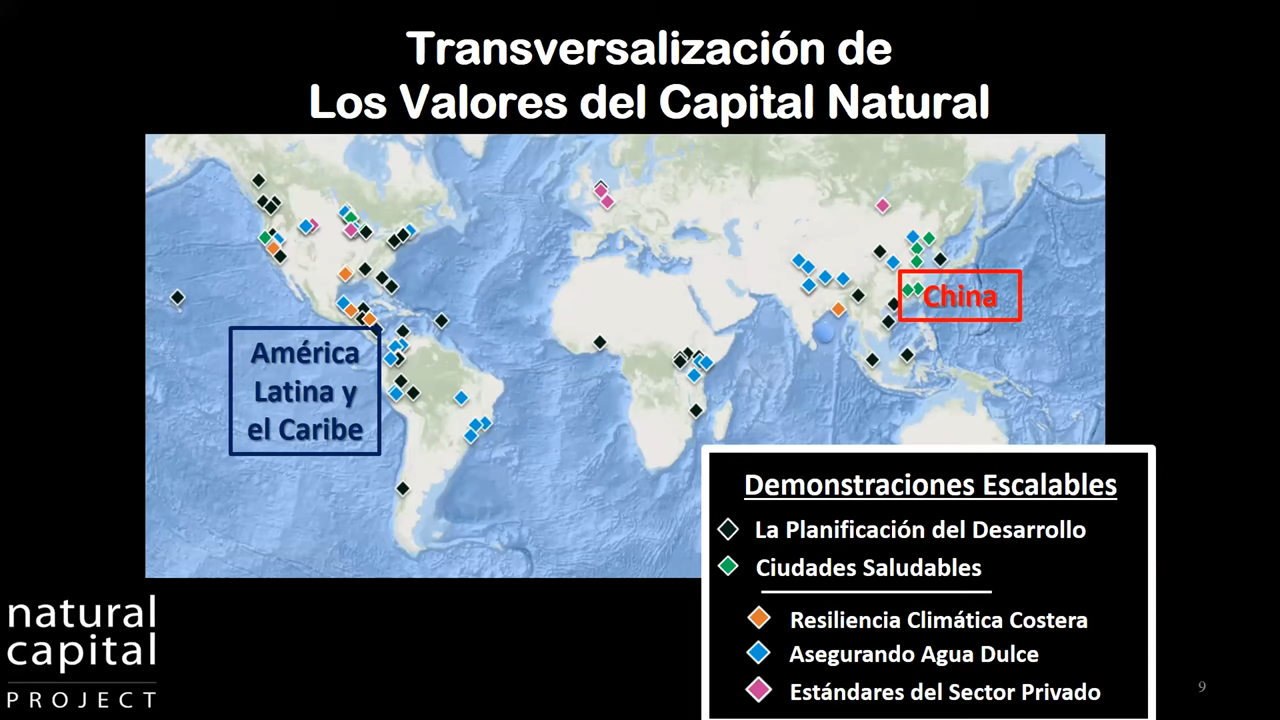 Transversalización de
Los Valores del Capital Natural
China
América
Latina y
el Caribe
Demonstraciones Escalables
La Planificación del Desarrollo
Ciudades Saludables
Resiliencia Climática Costera
Asegurando Agua Dulce
Estándares del Sector Privado
natural
capital
PROJECT
9